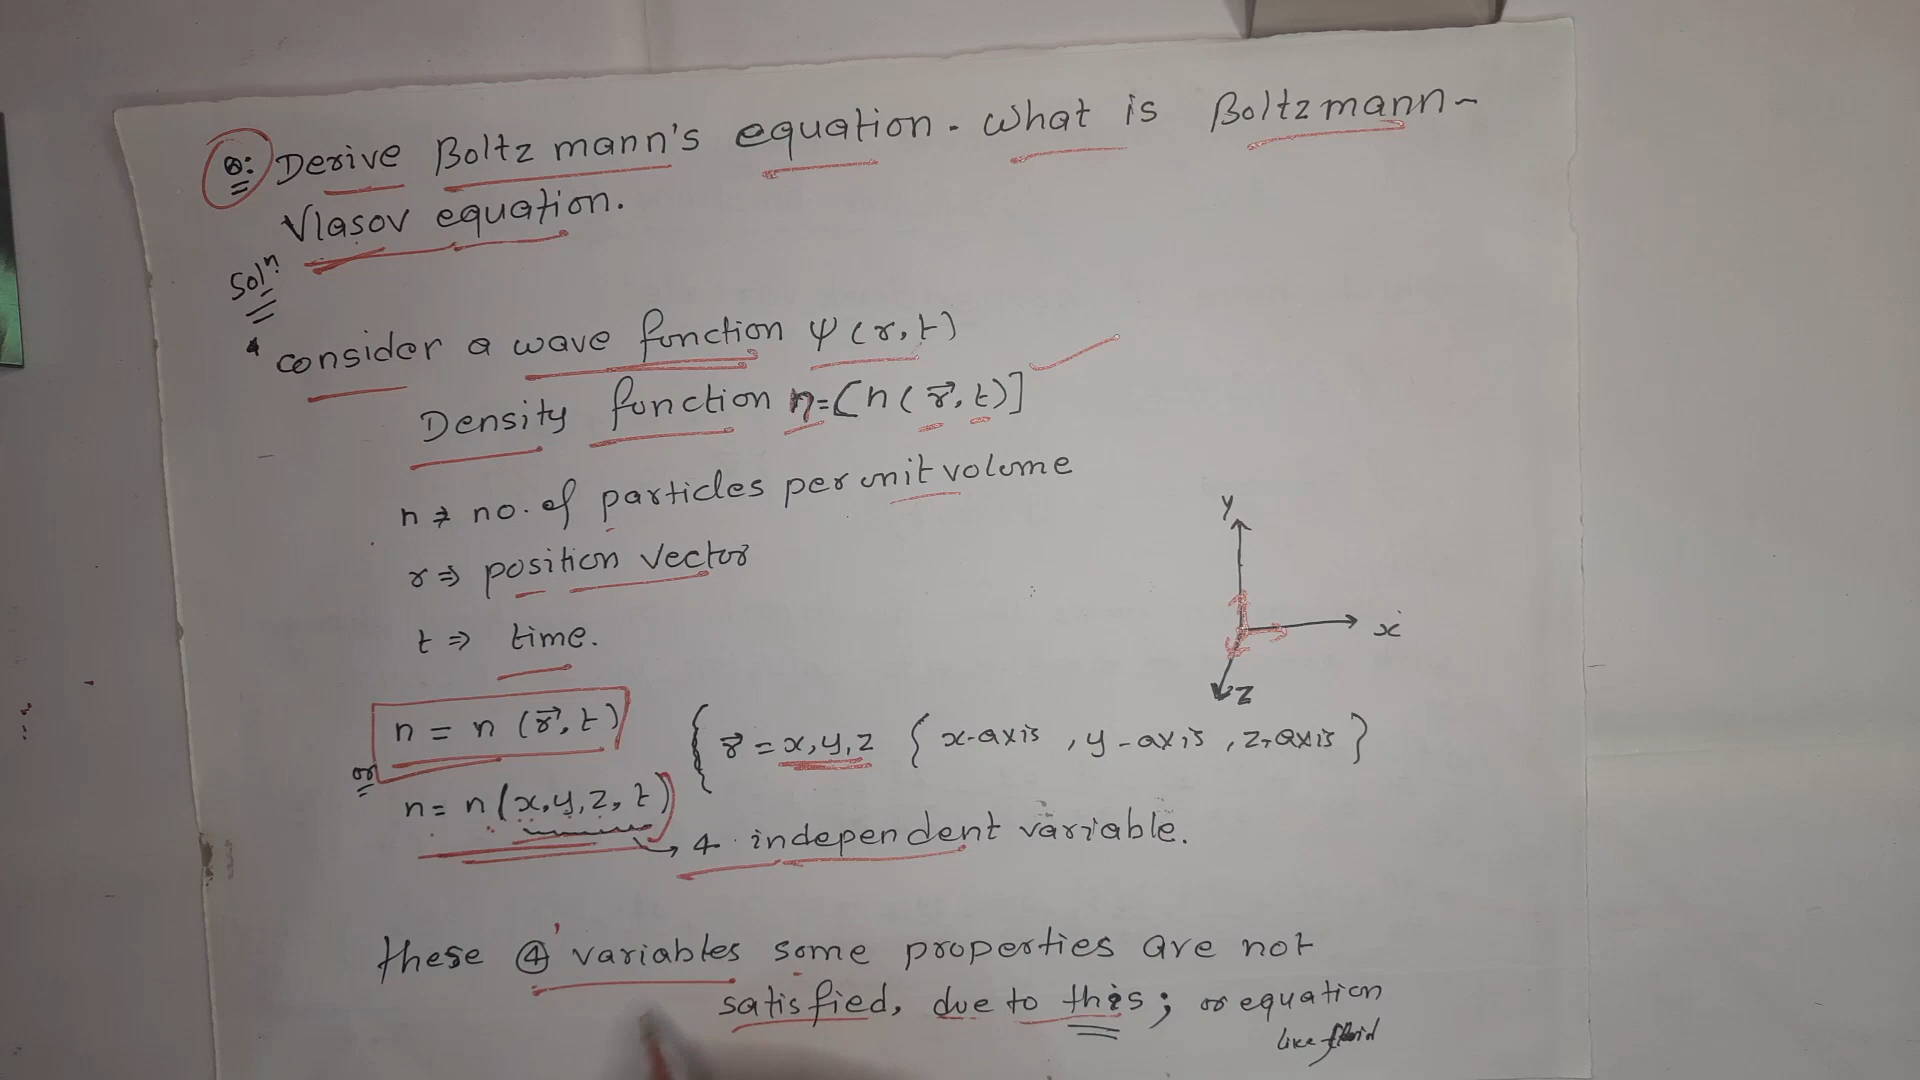 Q: Derive Boltzmann's equation. What is Boltzmann-
Vlasov equation.
Solⁿ
* consider a wave function ψ(r,t)
Density function n=[n(r⃗,t)]
n ⇒ no. of particles per unit volume
r ⇒ position vector
t ⇒ time.
Y
x
Z
n = n (r⃗,t) { r⃗ = x,y,z { x-axis, y-axis, z-axis }
or
n = n(x,y,z,t) → 4 independent variable.
these ④ variables some properties are not
satisfied, due to this; or equation
like fluid